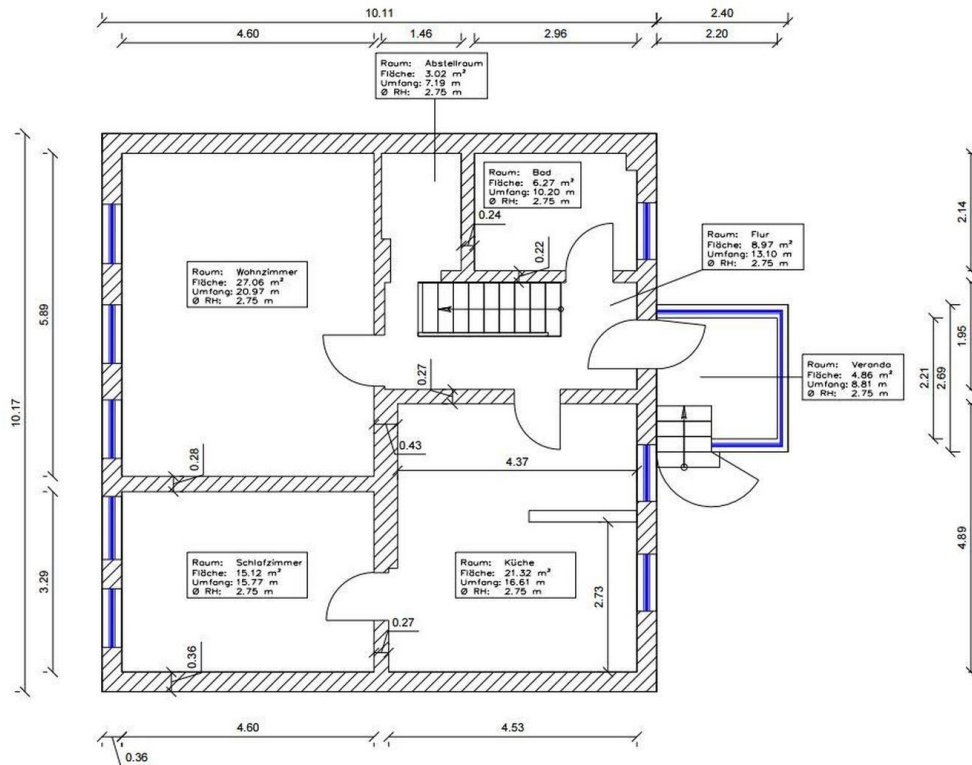 10.11
2.40
4.60
1.46
2.96
2.20
Raum: Abstellraum
Fläche: 3.02 m²
Umfang: 7.19 m
Ø RH: 2.75 m
Raum: Bad
Fläche: 6.27 m²
Umfang: 10.20 m
Ø RH: 2.75 m
0.24
0.22
Raum: Flur
Fläche: 8.97 m²
Umfang: 13.10 m
Ø RH: 2.75 m
2.14
Raum: Wohnzimmer
Fläche: 27.06 m²
Umfang: 20.97 m
Ø RH: 2.75 m
5.89
1.95
2.21
2.69
Raum: Veranda
Fläche: 4.86 m²
Umfang: 8.81 m
Ø RH: 2.75 m
0.27
10.17
0.43
0.28
4.37
4.89
Raum: Schlafzimmer
Fläche: 15.12 m²
Umfang: 15.77 m
Ø RH: 2.75 m
Raum: Küche
Fläche: 21.32 m²
Umfang: 16.61 m
Ø RH: 2.75 m
3.29
2.73
0.27
0.36
4.60
4.53
0.36